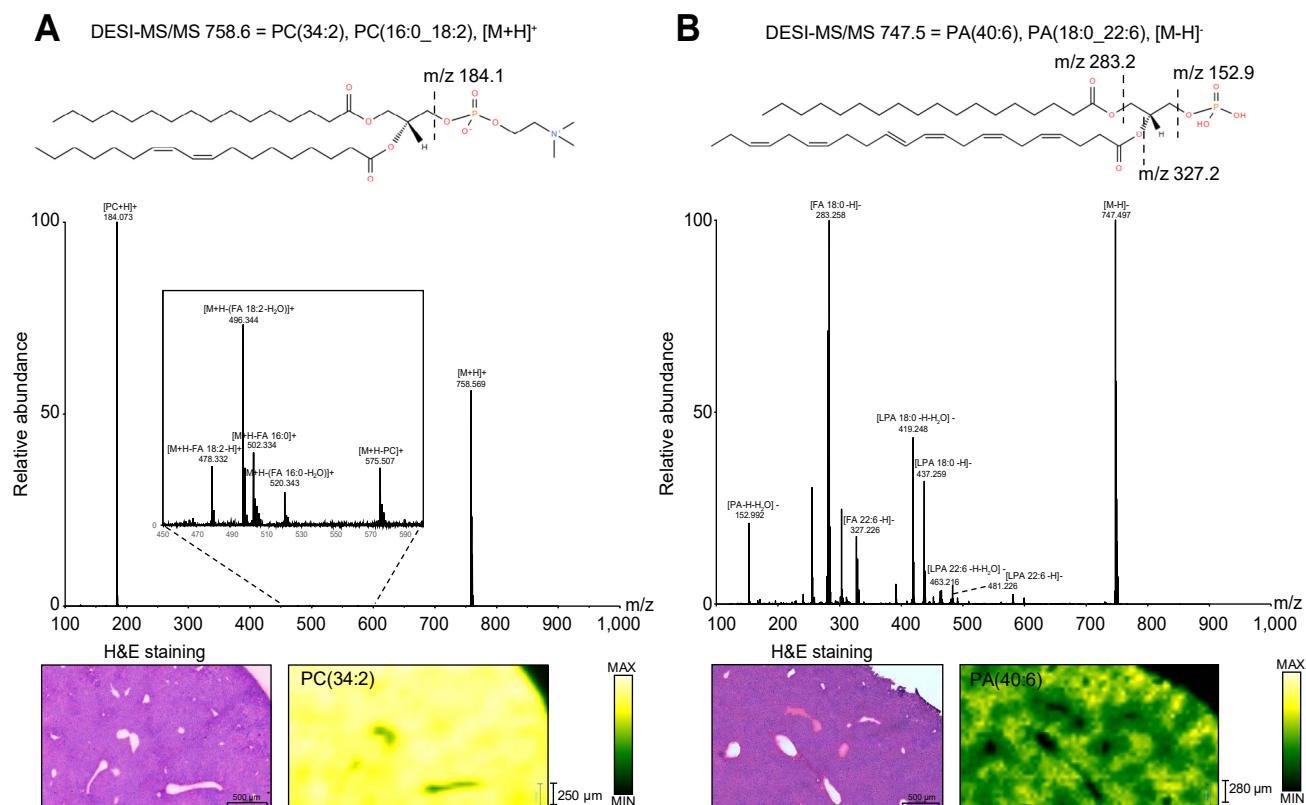 A
DESI-MS/MS 758.6 = PC(34:2), PC(16:0_18:2), [M+H]+
m/z 184.1
O
O
O
P
O
O-
O
N+
H
O
O
[PC+H]+
184.073
100
50
0
Relative abundance
[M+H-(FA 18:2-H₂O)]+
496.344
[M+H-FA 16:0]+
502.334
[M+H-FA 18:2-H]+
478.332
[M+H-(FA 16:0-H₂O)]+
520.343
[M+H-PC]+
575.507
0
450 470 490 510 530 550 570 590
[M+H]+
758.569
m/z
100 200 300 400 500 600 700 800 900 1,000
H&E staining
500 µm
PC(34:2)
250 µm
MAX
MIN
B
DESI-MS/MS 747.5 = PA(40:6), PA(18:0_22:6), [M-H]-
m/z 283.2
m/z 152.9
O
O
O
P
O
OH
HO
H
O
O
m/z 327.2
[FA 18:0-H]-
283.258
[M-H]-
747.497
100
50
0
Relative abundance
[LPA 18:0 -H-H₂O] -
419.248
[LPA 18:0 -H]-
437.259
[PA-H-H₂O] -
152.992
[FA 22:6 -H]-
327.226
[LPA 22:6 -H-H₂O] -
463.216
[LPA 22:6 -H]-
481.226
m/z
100 200 300 400 500 600 700 800 900 1,000
H&E staining
500 µm
PA(40:6)
280 µm
MAX
MIN